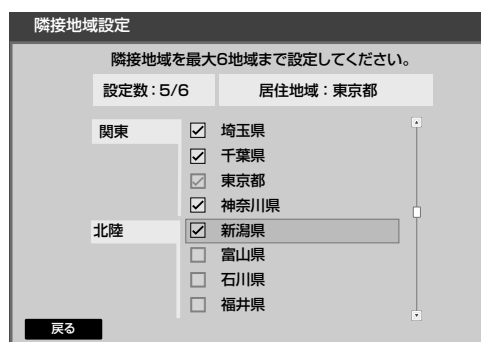 隣接地域設定
隣接地域を最大6地域まで設定してください。
設定数：5/6 居住地域：東京都
関東 埼玉県
千葉県
東京都
神奈川県
北陸 新潟県
富山県
石川県
福井県
戻る